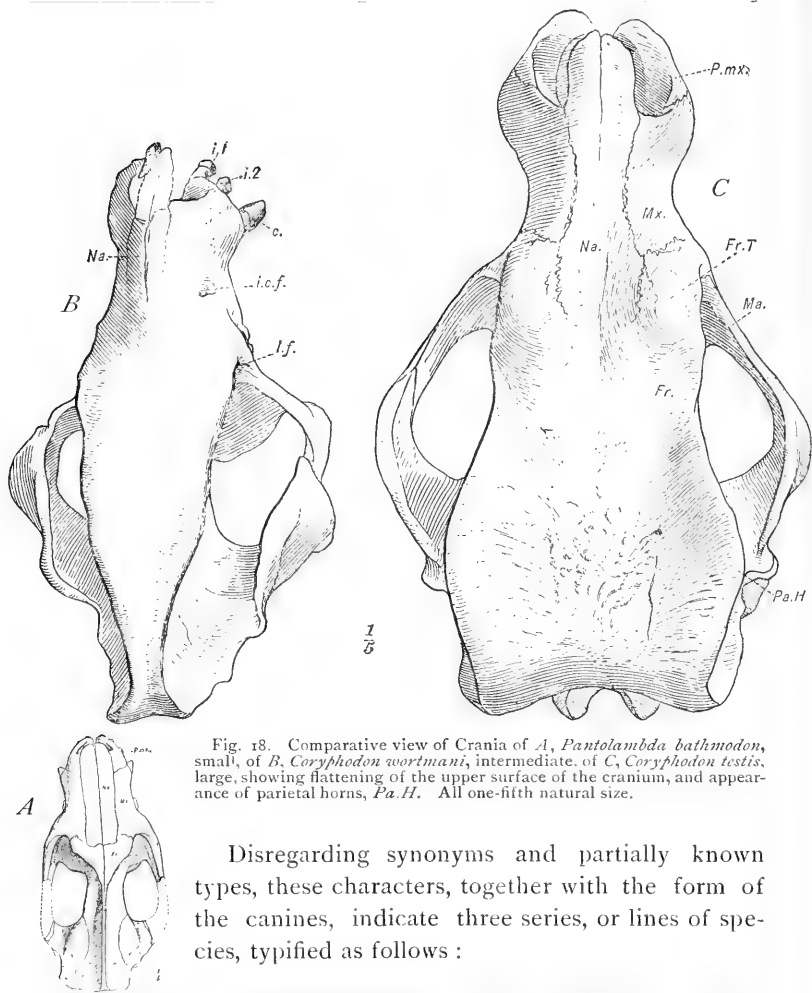 i,1
i.2
c.
Na.
i.c.f.
l.f.
B
P.mx.
C
Mx.
Na.
Fr.T
Ma.
Fr.
Pa.H
1
5
Fig. 18. Comparative view of Crania of A, Pantolambda bathmodon,
small, of B, Coryphodon wortmani, intermediate. of C, Coryphodon testis,
large, showing flattening of the upper surface of the cranium, and appear-
ance of parietal horns, Pa.H. All one-fifth natural size.
A
Na
Mx
Fr
Disregarding synonyms and partially known
types, these characters, together with the form of
the canines, indicate three series, or lines of spe-
cies, typified as follows :